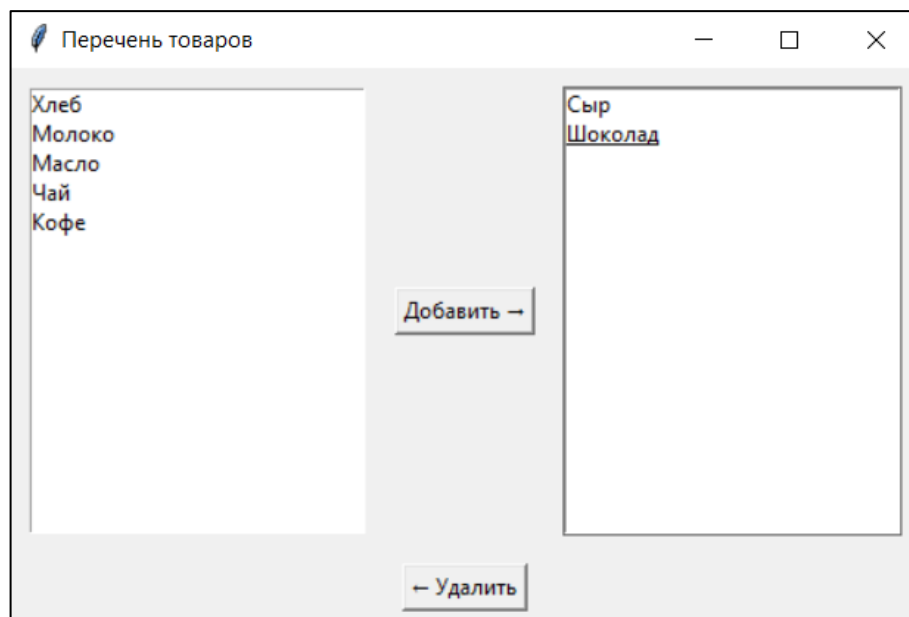 Перечень товаров
Хлеб
Молоко
Масло
Чай
Кофе
Добавить →
Сыр
Шоколад
← Удалить